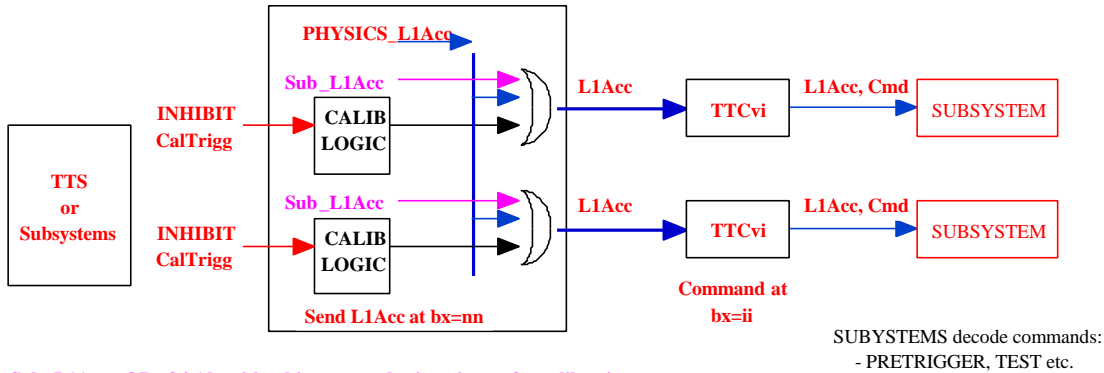 PHYSICS_L1Acc
Sub_L1Acc
L1Acc
L1Acc, Cmd
INHIBIT
CalTrigg
CALIB
LOGIC
TTCvi
SUBSYSTEM
TTS
or
Subsystems
Sub_L1Acc
L1Acc
L1Acc, Cmd
INHIBIT
CalTrigg
CALIB
LOGIC
TTCvi
SUBSYSTEM
Send L1Acc at bx=nn
Command at
bx=ii
SUBYSTEMS decode commands:
- PRETRIGGER, TEST etc.